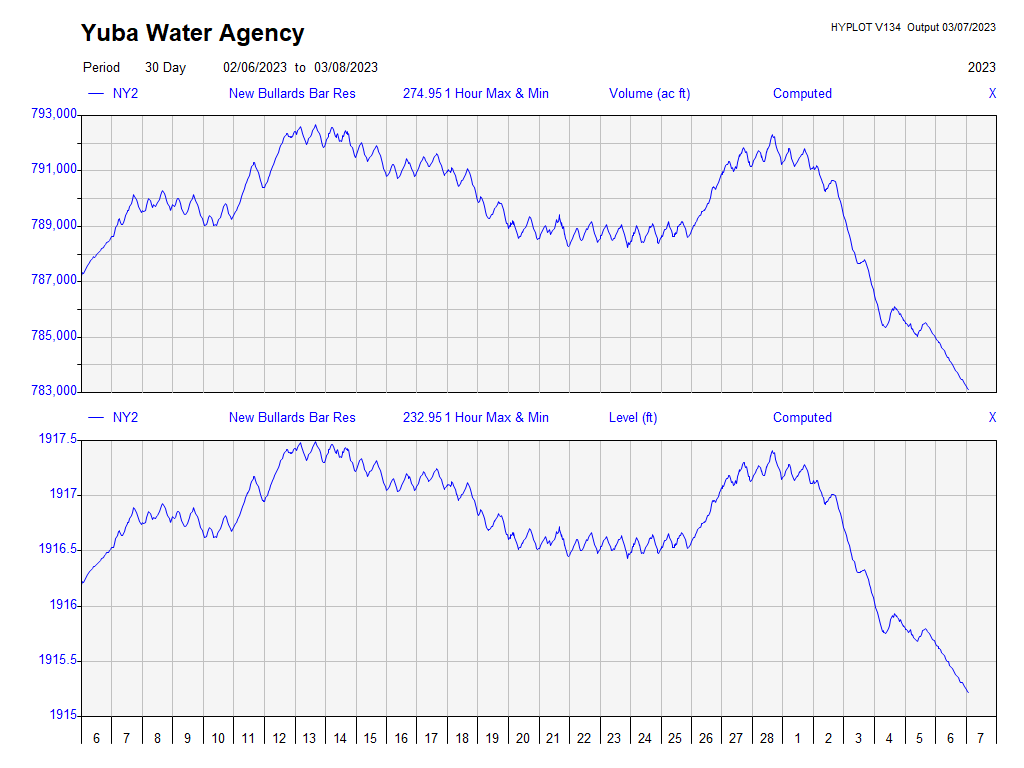 Yuba Water Agency
HYPLOT V134 Output 03/07/2023
Period 30 Day 02/06/2023 to 03/08/2023 2023
NY2 New Bullards Bar Res 274.95 1 Hour Max & Min Volume (ac ft) Computed X
793,000
791,000
789,000
787,000
785,000
783,000
NY2 New Bullards Bar Res 232.95 1 Hour Max & Min Level (ft) Computed X
1917.5
1917
1916.5
1916
1915.5
1915
6 7 8 9 10 11 12 13 14 15 16 17 18 19 20 21 22 23 24 25 26 27 28 1 2 3 4 5 6 7